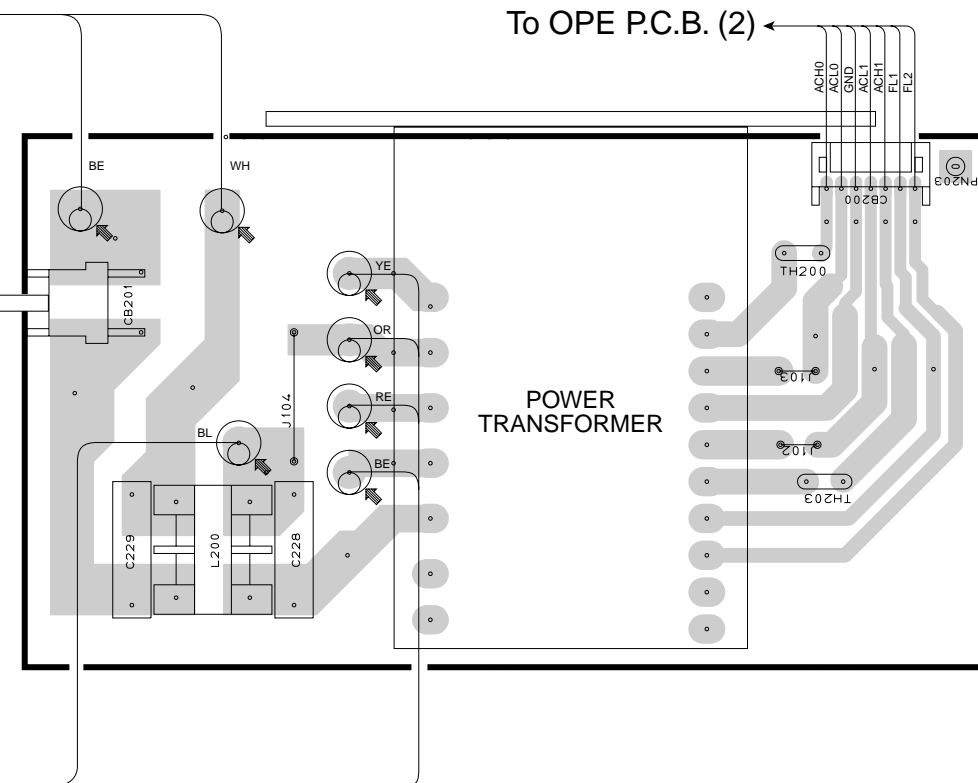 To OPE P.C.B. (2)
ACH0
ACL0
GND
ACL1
ACH1
FL1
FL2
BE
WH
PN203
CB200
YE
TH200
CB201
OR
J103
RE
J104
POWER
TRANSFORMER
BL
J102
BE
TH203
C229
L200
C228